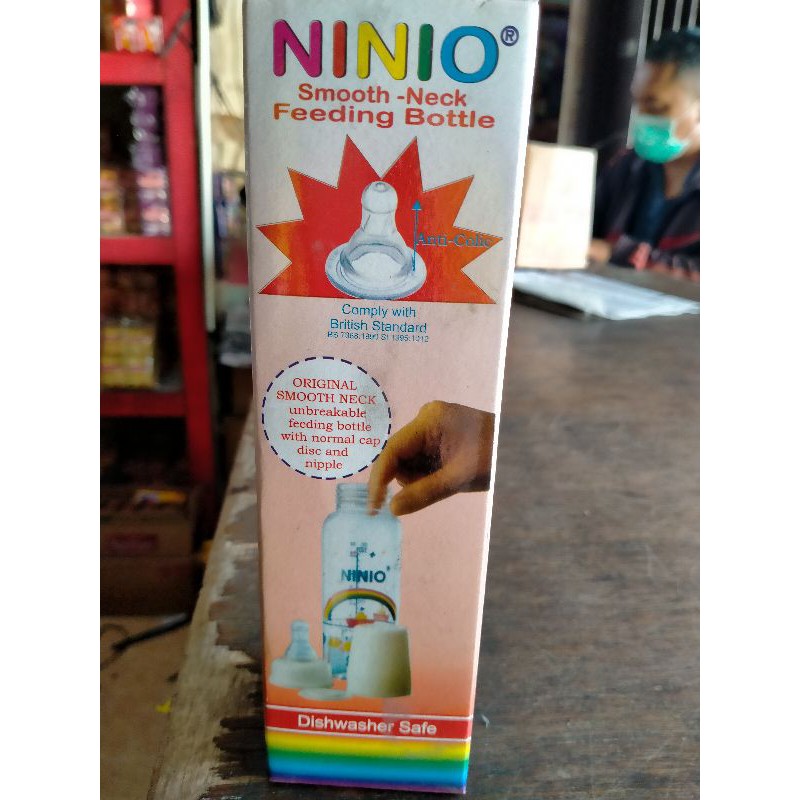 NINIO®
Smooth -Neck
Feeding Bottle
Anti-Colic
Comply with
British Standard
ORIGINAL
SMOOTH NECK
unbreakable
feeding bottle
with normal cap
disc and
nipple
NINIO
Dishwasher Safe